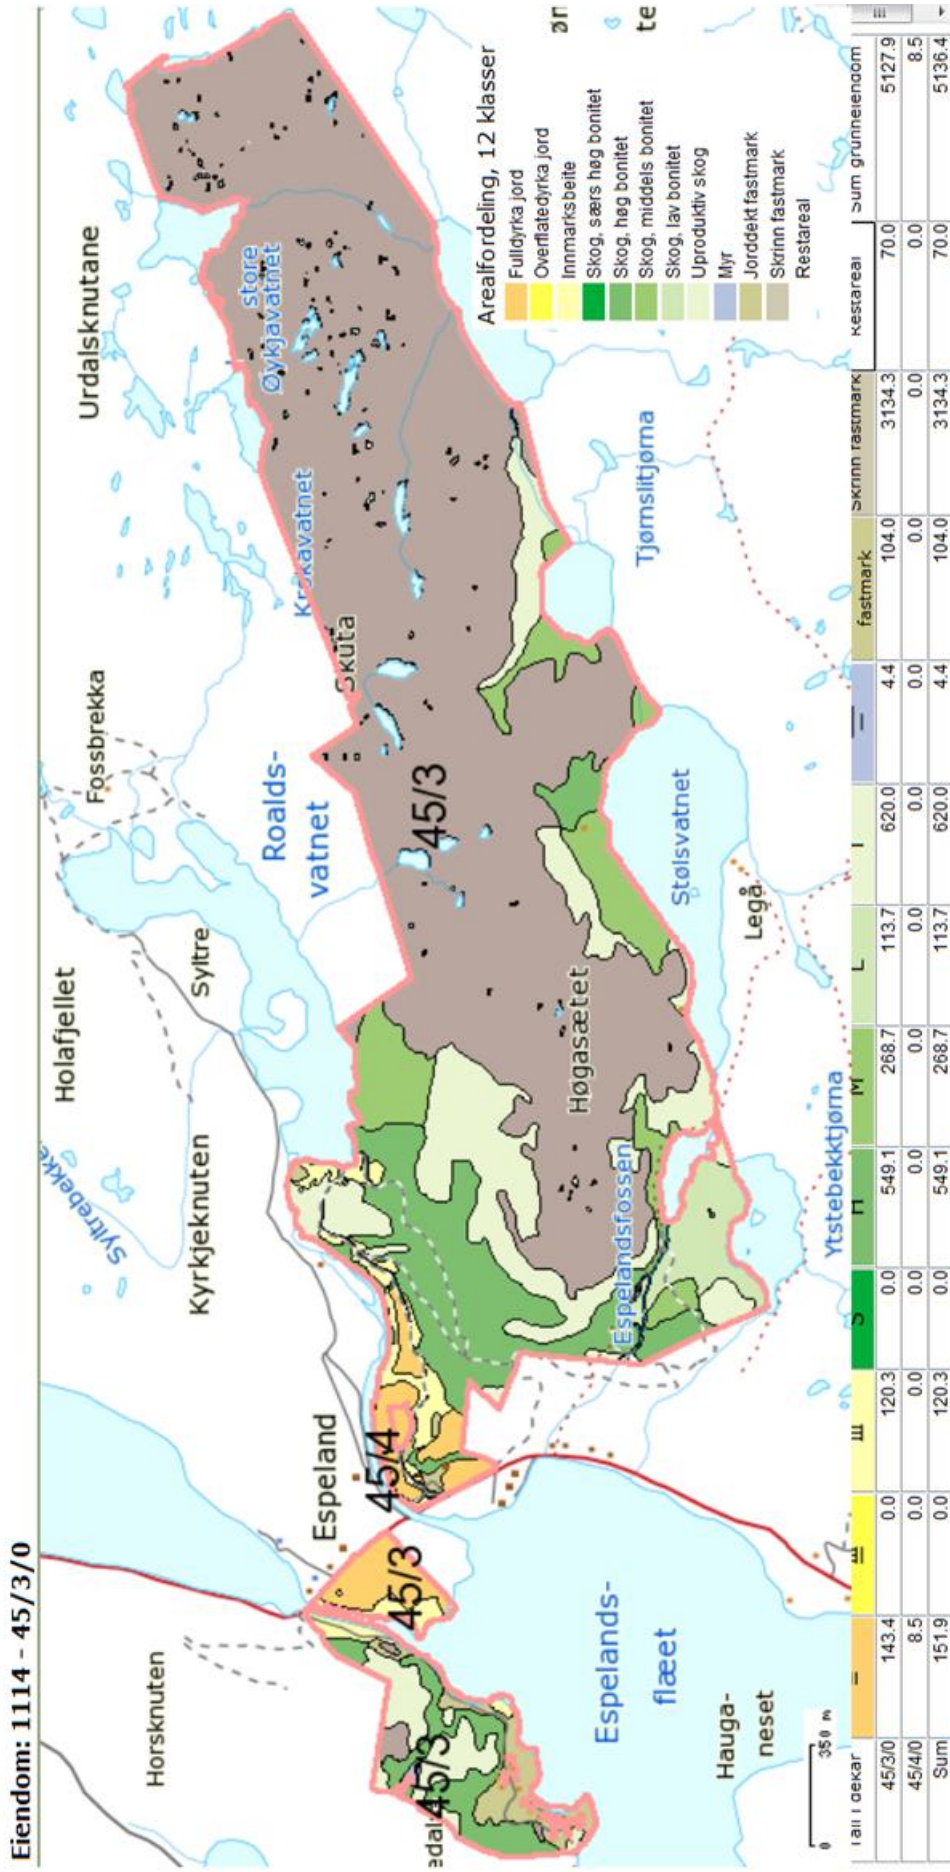 Eiendom: 1114 - 45/3/0
Holafjellet
Fossbrekka
Urdalsknutane
Syltrebekke
Syltre
Kyrkjeknuten
Horsknuten
Roalds-
vatnet
Krokavatnet
store
Øykjavatnet
Skuta
Espeland
45/4
45/3
45/3
45/3
edal
Høgasætet
Espelandsfossen
Stølsvatnet
Tjørnslitjørna
Legå
Ytstebekktjørna
Espelands-
flæet
Hauga-
neset
0 350 m
øn
te
Arealfordeling, 12 klasser
Fulldyrka jord
Overflatedyrka jord
Innmarksbeite
Skog, særs høg bonitet
Skog, høg bonitet
Skog, middels bonitet
Skog, lav bonitet
Uproduktiv skog
Myr
Jorddekt fastmark
Skrinn fastmark
Restareal
Tall i dekar S H M L fastmark Skrinn fastmark Restareal Sum grunneiendom
45/3/0 143.4 0.0 120.3 0.0 549.1 268.7 113.7 620.0 4.4 104.0 3134.3 70.0 5127.9
45/4/0 8.5 0.0 0.0 0.0 0.0 0.0 0.0 0.0 0.0 0.0 0.0 0.0 8.5
Sum 151.9 0.0 120.3 0.0 549.1 268.7 113.7 620.0 4.4 104.0 3134.3 70.0 5136.4